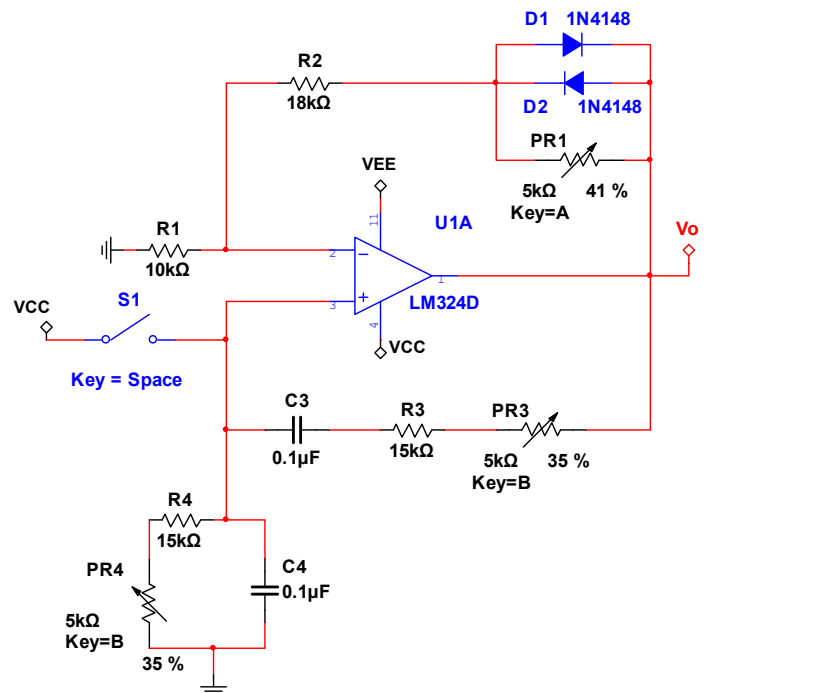 D1 1N4148
R2
18kΩ
D2 1N4148
PR1
VEE
5kΩ 41 %
Key=A
11
U1A
R1
Vo
10kΩ
2
1
S1
LM324D
VCC
3
4
VCC
Key = Space
C3
R3
PR3
0.1µF
15kΩ
5kΩ 35 %
Key=B
R4
15kΩ
PR4
C4
0.1µF
5kΩ
Key=B
35 %